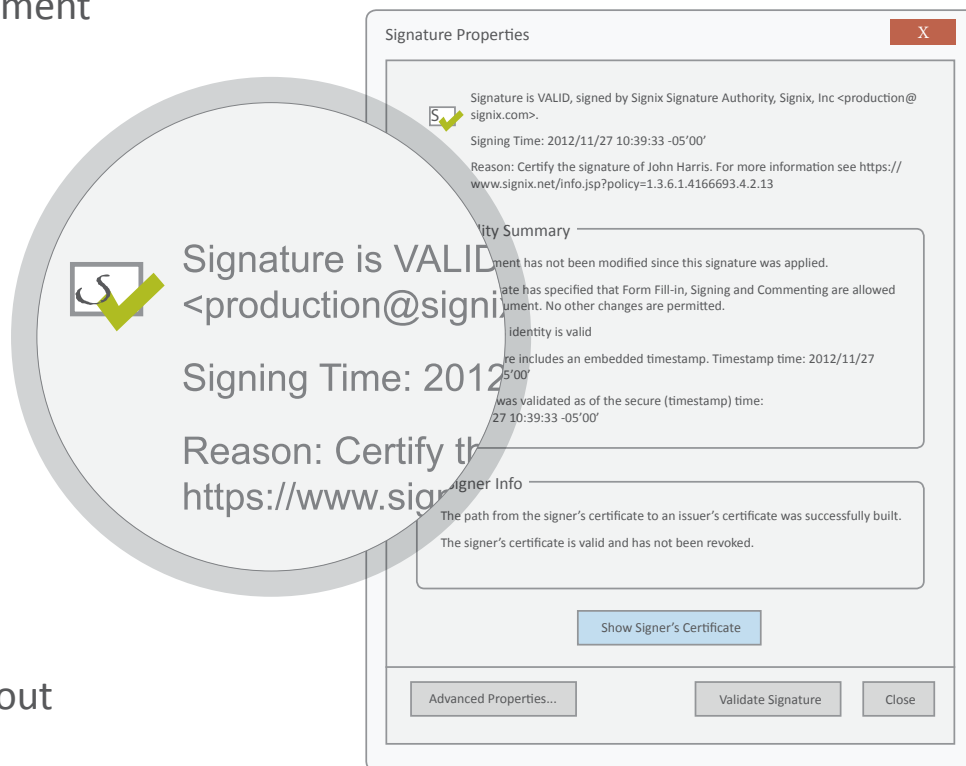 ment
Signature Properties
X
Signature is VALID, signed by Signix Signature Authority, Signix, Inc <production@
signix.com>.
Signing Time: 2012/11/27 10:39:33 -05'00'
Reason: Certify the signature of John Harris. For more information see https://
www.signix.net/info.jsp?policy=1.3.6.1.4166693.4.2.13
S
Signature is VALID
<production@signix
Signing Time: 2012
Reason: Certify th
https://www.sign
lity Summary
ment has not been modified since this signature was applied.
ate has specified that Form Fill-in, Signing and Commenting are allowed
ument. No other changes are permitted.
identity is valid
re includes an embedded timestamp. Timestamp time: 2012/11/27
5'00'
was validated as of the secure (timestamp) time:
27 10:39:33 -05'00'
igner Info
The path from the signer's certificate to an issuer's certificate was successfully built.
The signer's certificate is valid and has not been revoked.
Show Signer's Certificate
out
Advanced Properties...
Validate Signature
Close